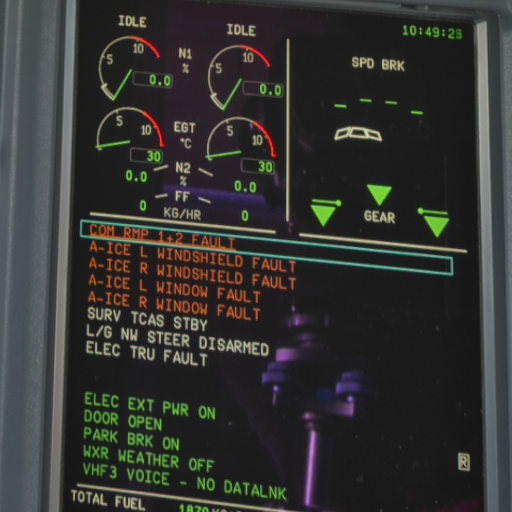 IDLE IDLE 10:49:25
5 10 N1 5 10 SPD BRK
%
0.0 0.0
5 10 EGT 5 10
°C
30 30
N2
0.0 % 0.0
FF
0 KG/HR 0 GEAR
COM RMP 1+2 FAULT
A-ICE L WINDSHIELD FAULT
A-ICE R WINDSHIELD FAULT
A-ICE L WINDOW FAULT
A-ICE R WINDOW FAULT
SURV TCAS STBY
L/G NW STEER DISARMED
ELEC TRU FAULT
ELEC EXT PWR ON
DOOR OPEN
PARK BRK ON
WXR WEATHER OFF R
VHF3 VOICE - NO DATALNK
TOTAL FUEL